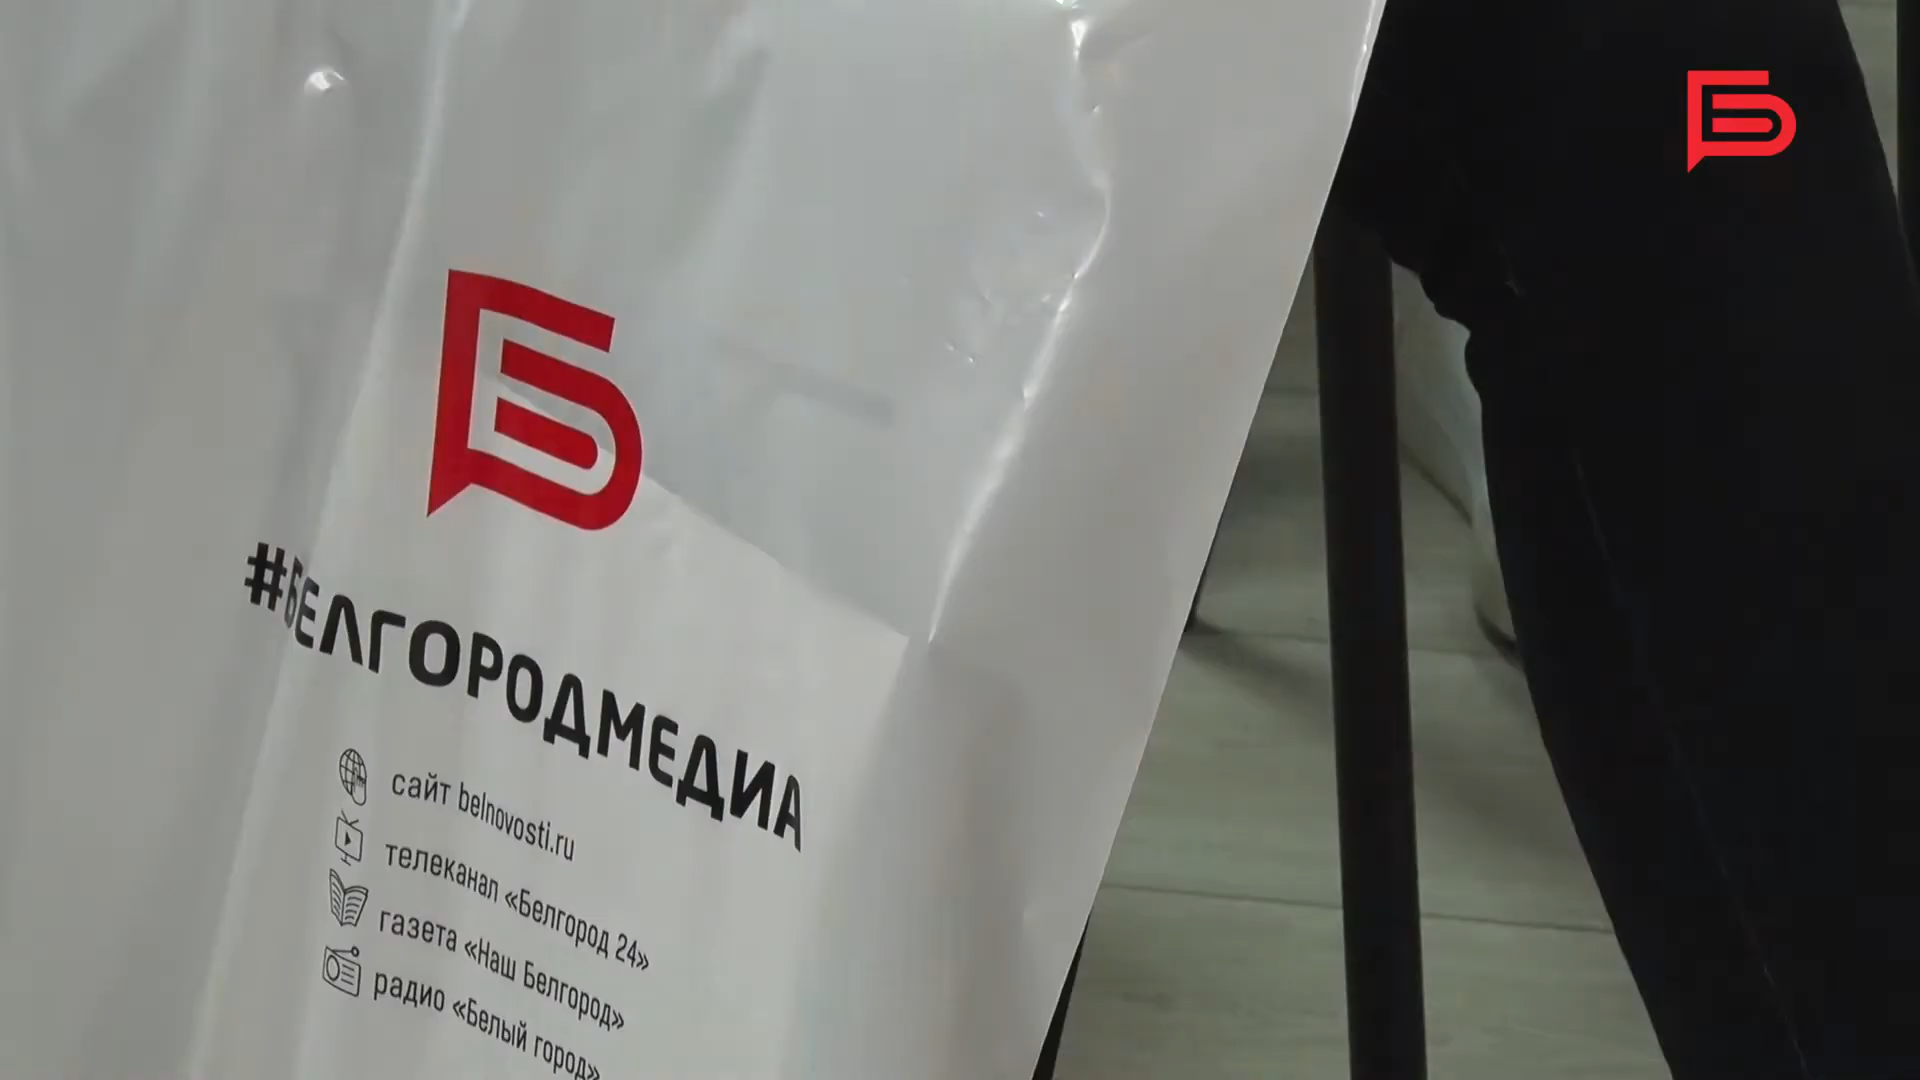 Б
Б
#БЕЛГОРОДМЕДИА
сайт belnovosti.ru
телеканал «Белгород 24»
газета «Наш Белгород»
радио «Белый город»